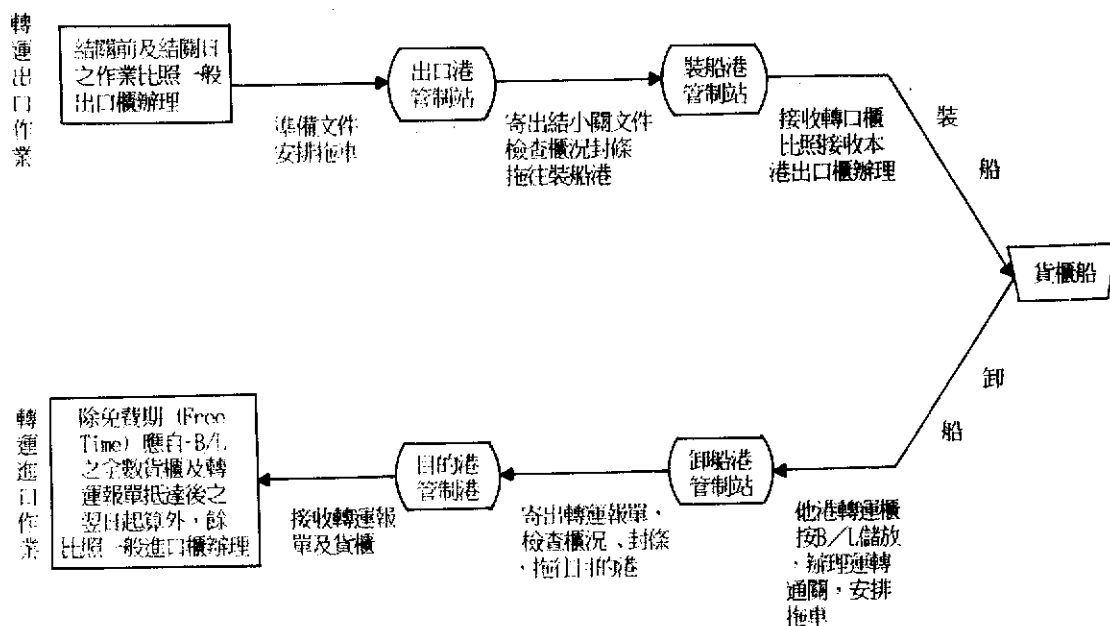 轉運出口作業
結關前及結關日
之作業比照一般
出口櫃辦理
準備文件
安排拖車
出口港
管制站
寄出結小關文件
檢查櫃況封條
拖往裝船港
裝船港
管制站
接收轉口櫃
比照接收本
港出口櫃辦理
裝船
貨櫃船
卸船
他港轉運櫃
按B/L儲放
,辦理運轉
通關,安排
拖車
卸船港
管制站
寄出轉運報單、
檢查櫃況、封條
、拖往目的港
目的港
管制港
接收轉運報
單及貨櫃
轉運進口作業
除免費期 (Free
Time) 應自-B/L
之全數貨櫃及轉
運報單抵達後之
翌日起算外,餘
比照一般進口櫃辦理